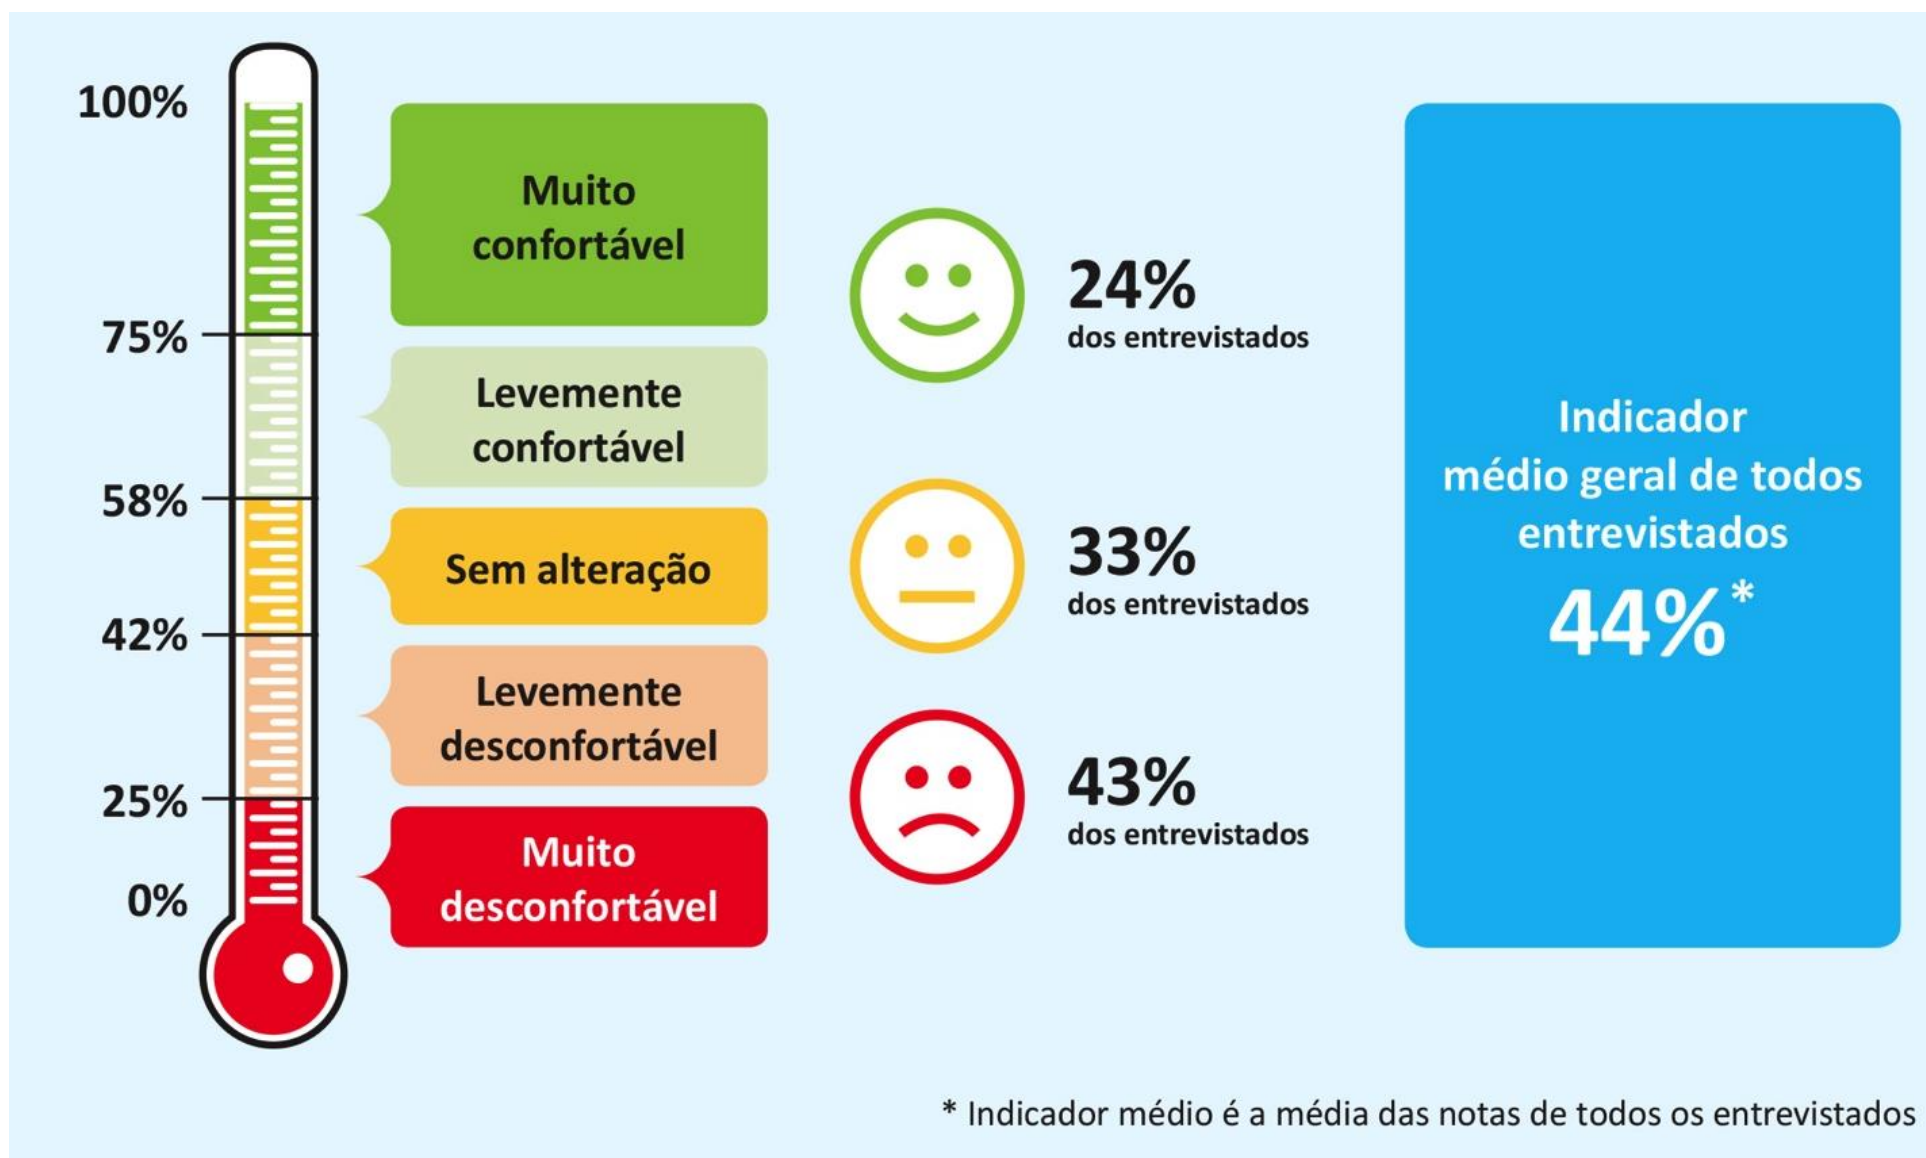 100%
75%
58%
42%
25%
0%
Muito
confortável
Levemente
confortável
Sem alteração
Levemente
desconfortável
Muito
desconfortável
24%
dos entrevistados
33%
dos entrevistados
43%
dos entrevistados
Indicador
médio geral de todos
entrevistados
44%*
* Indicador médio é a média das notas de todos os entrevistados